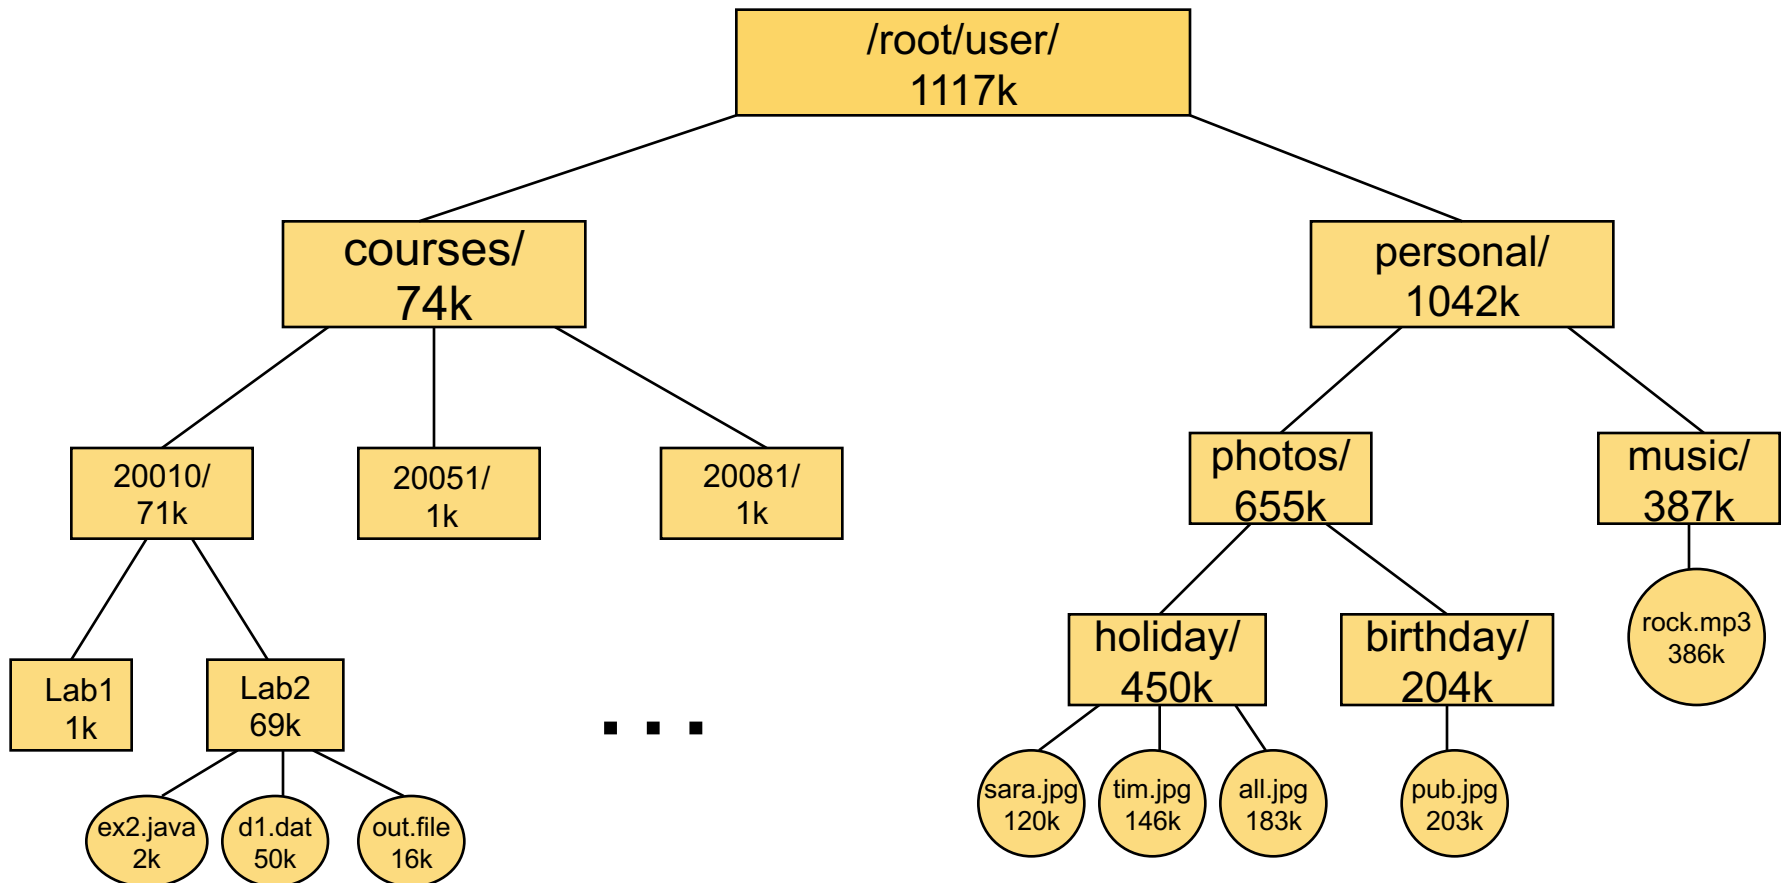 /root/user/
1117k
courses/
74k
personal/
1042k
20010/
71k
20051/
1k
20081/
1k
photos/
655k
music/
387k
Lab1
1k
Lab2
69k
. . .
holiday/
450k
birthday/
204k
rock.mp3
386k
ex2.java
2k
d1.dat
50k
out.file
16k
sara.jpg
120k
tim.jpg
146k
all.jpg
183k
pub.jpg
203k